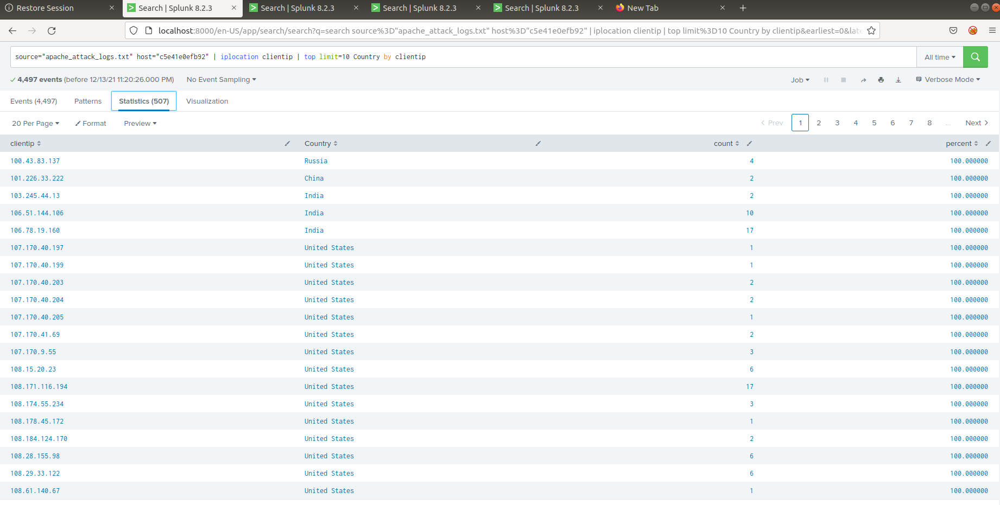 Restore Session
Search | Splunk 8.2.3
Search | Splunk 8.2.3
Search | Splunk 8.2.3
Search | Splunk 8.2.3
New Tab
localhost:8000/en-US/app/search/search?q=search source%3D"apache_attack_logs.txt" host%3D"c5e41e0efb92" | iplocation clientip | top limit%3D10 Country by clientip&earliest=0&late
source="apache_attack_logs.txt" host="c5e41e0efb92" | iplocation clientip | top limit=10 Country by clientip
All time
4,497 events (before 12/13/21 11:20:26.000 PM) No Event Sampling
Job
Verbose Mode
Events (4,497) Patterns Statistics (507) Visualization
20 Per Page Format Preview
Prev 1 2 3 4 5 6 7 8 ... Next
clientip Country count percent
100.43.83.137 Russia 4 100.000000
101.226.33.222 China 2 100.000000
103.245.44.13 India 2 100.000000
106.51.144.106 India 10 100.000000
106.78.19.160 India 17 100.000000
107.170.40.197 United States 1 100.000000
107.170.40.199 United States 1 100.000000
107.170.40.203 United States 2 100.000000
107.170.40.204 United States 2 100.000000
107.170.40.205 United States 1 100.000000
107.170.41.69 United States 2 100.000000
107.170.9.55 United States 3 100.000000
108.15.20.23 United States 6 100.000000
108.171.116.194 United States 17 100.000000
108.174.55.234 United States 3 100.000000
108.178.45.172 United States 1 100.000000
108.184.124.170 United States 2 100.000000
108.28.155.98 United States 6 100.000000
108.29.33.122 United States 6 100.000000
108.61.140.67 United States 1 100.000000